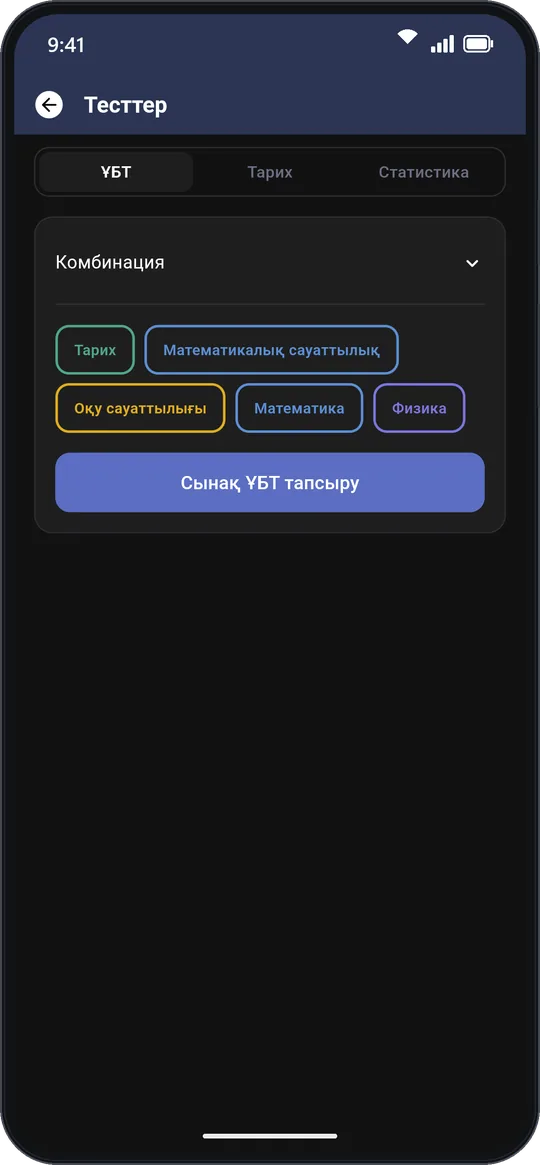 9:41
Тесттер
ҰБТ Тарих Статистика
Комбинация
Тарих Математикалық сауаттылық
Оқу сауаттылығы Математика Физика
Сынақ ҰБТ тапсыру